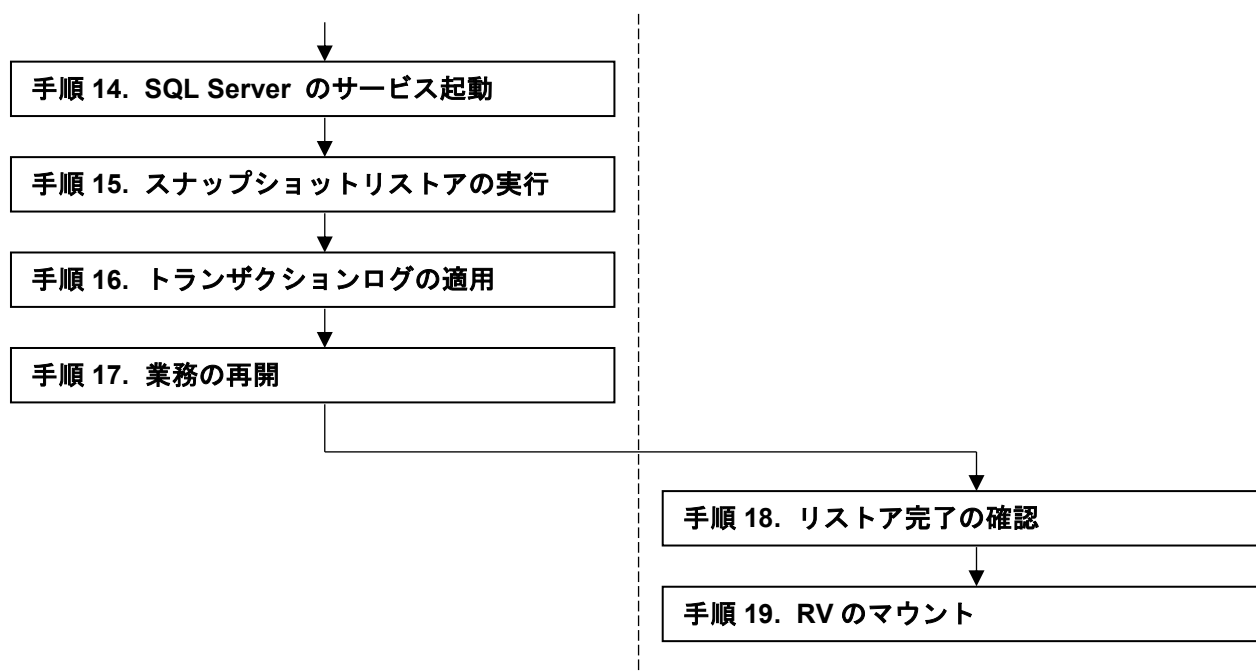 手順 14. SQL Server のサービス起動
手順 15. スナップショットリストアの実行
手順 16. トランザクションログの適用
手順 17. 業務の再開
手順 18. リストア完了の確認
手順 19. RV のマウント